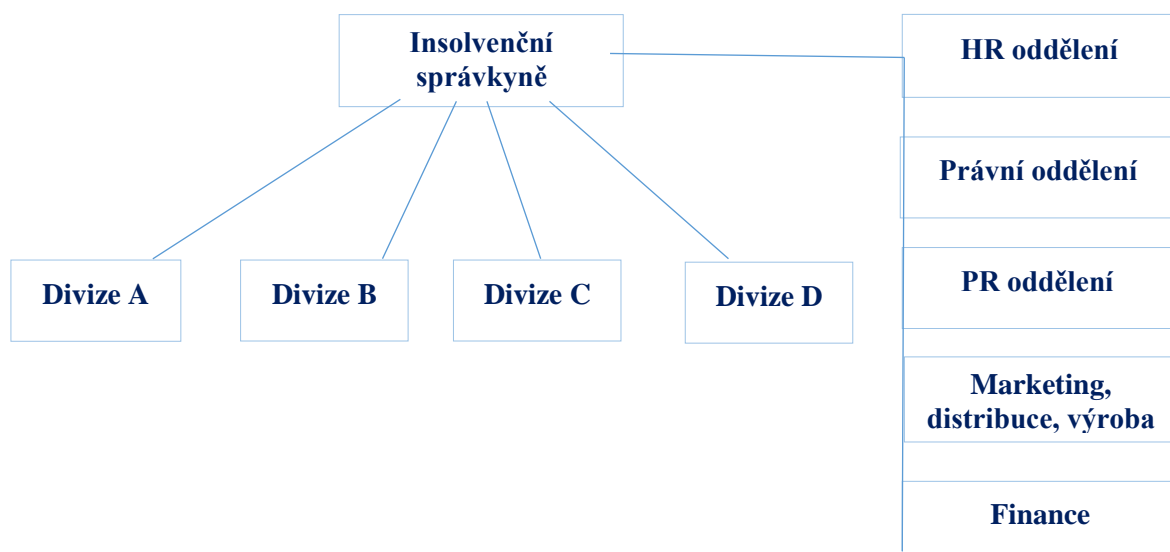 Insolvenční
správkyně
HR oddělení
Právní oddělení
PR oddělení
Divize A
Divize B
Divize C
Divize D
Marketing,
distribuce, výroba
Finance